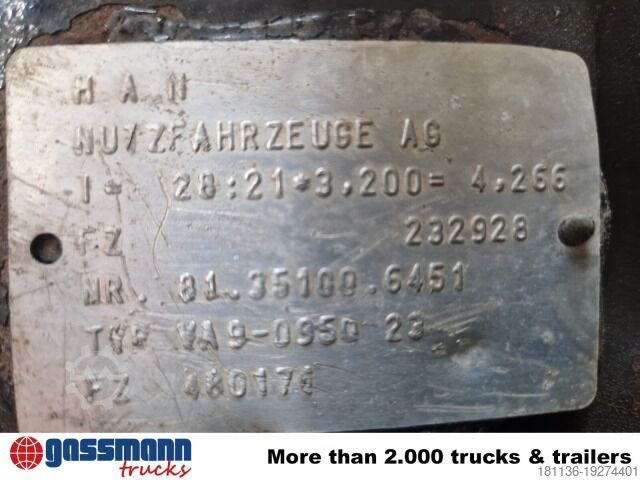 M A N
NUTZFAHRZEUGE AG
I= 28:21*3,200= 4,266
FZ 232928
NR. 81.35100.6451
TYP VA9-0950 23
FZ 480176
gassmann
trucks
More than 2.000 trucks & trailers
181136-19274401